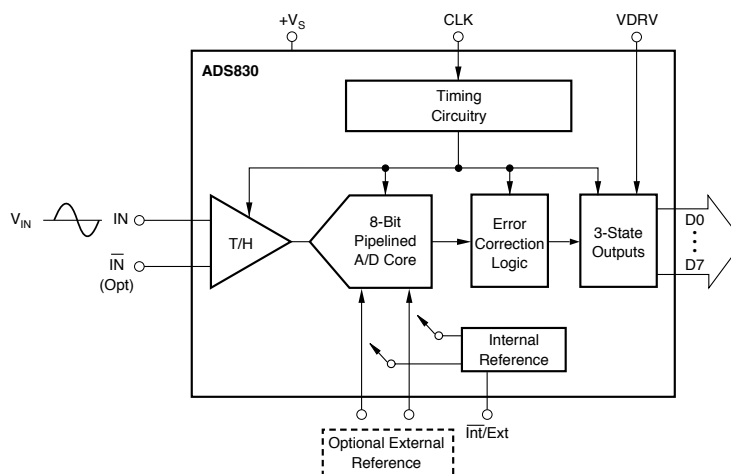 +VS CLK VDRV
ADS830
Timing
Circuitry
VIN IN
IN
(Opt)
T/H
8-Bit
Pipelined
A/D Core
Error
Correction
Logic
3-State
Outputs
D0
D7
Internal
Reference
Int/Ext
Optional External
Reference